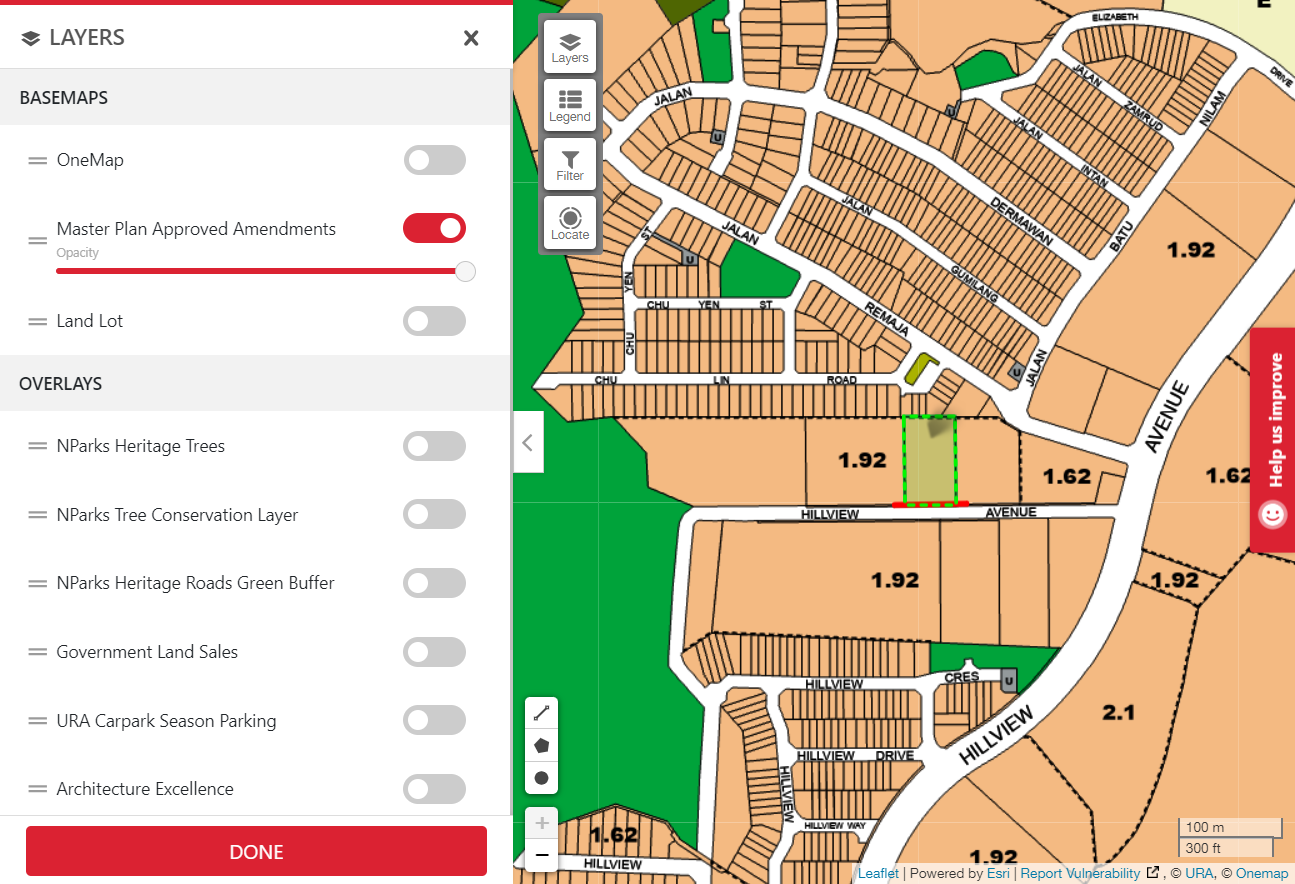 LAYERS
BASEMAPS
OneMap
Master Plan Approved Amendments
Opacity
Land Lot
OVERLAYS
NParks Heritage Trees
NParks Tree Conservation Layer
NParks Heritage Roads Green Buffer
Government Land Sales
URA Carpark Season Parking
Architecture Excellence
DONE
Layers
Legend
Filter
Locate
E
ELIZABETH
DRIVE
JALAN
ZAMRUD
NILAM
JALAN
JALAN
INTAN
U
U
JALAN
DERMAWAN
BATU
1.92
ST
JALAN
U
GUMILANG
YEN
CHU YEN ST
REMAJA
CHU
U
JALAN
CHU LIN ROAD
AVENUE
Help us improve
1.92
1.62
1.62
HILLVIEW AVENUE
1.92
1.92
CRES
U
HILLVIEW
2.1
HILLVIEW
HILLVIEW DRIVE
HILLVIEW
HILLVIEW WAY
1.62
HILLVIEW
1.92
100 m
300 ft
Leaflet | Powered by Esri | Report Vulnerability , © URA, © Onemap